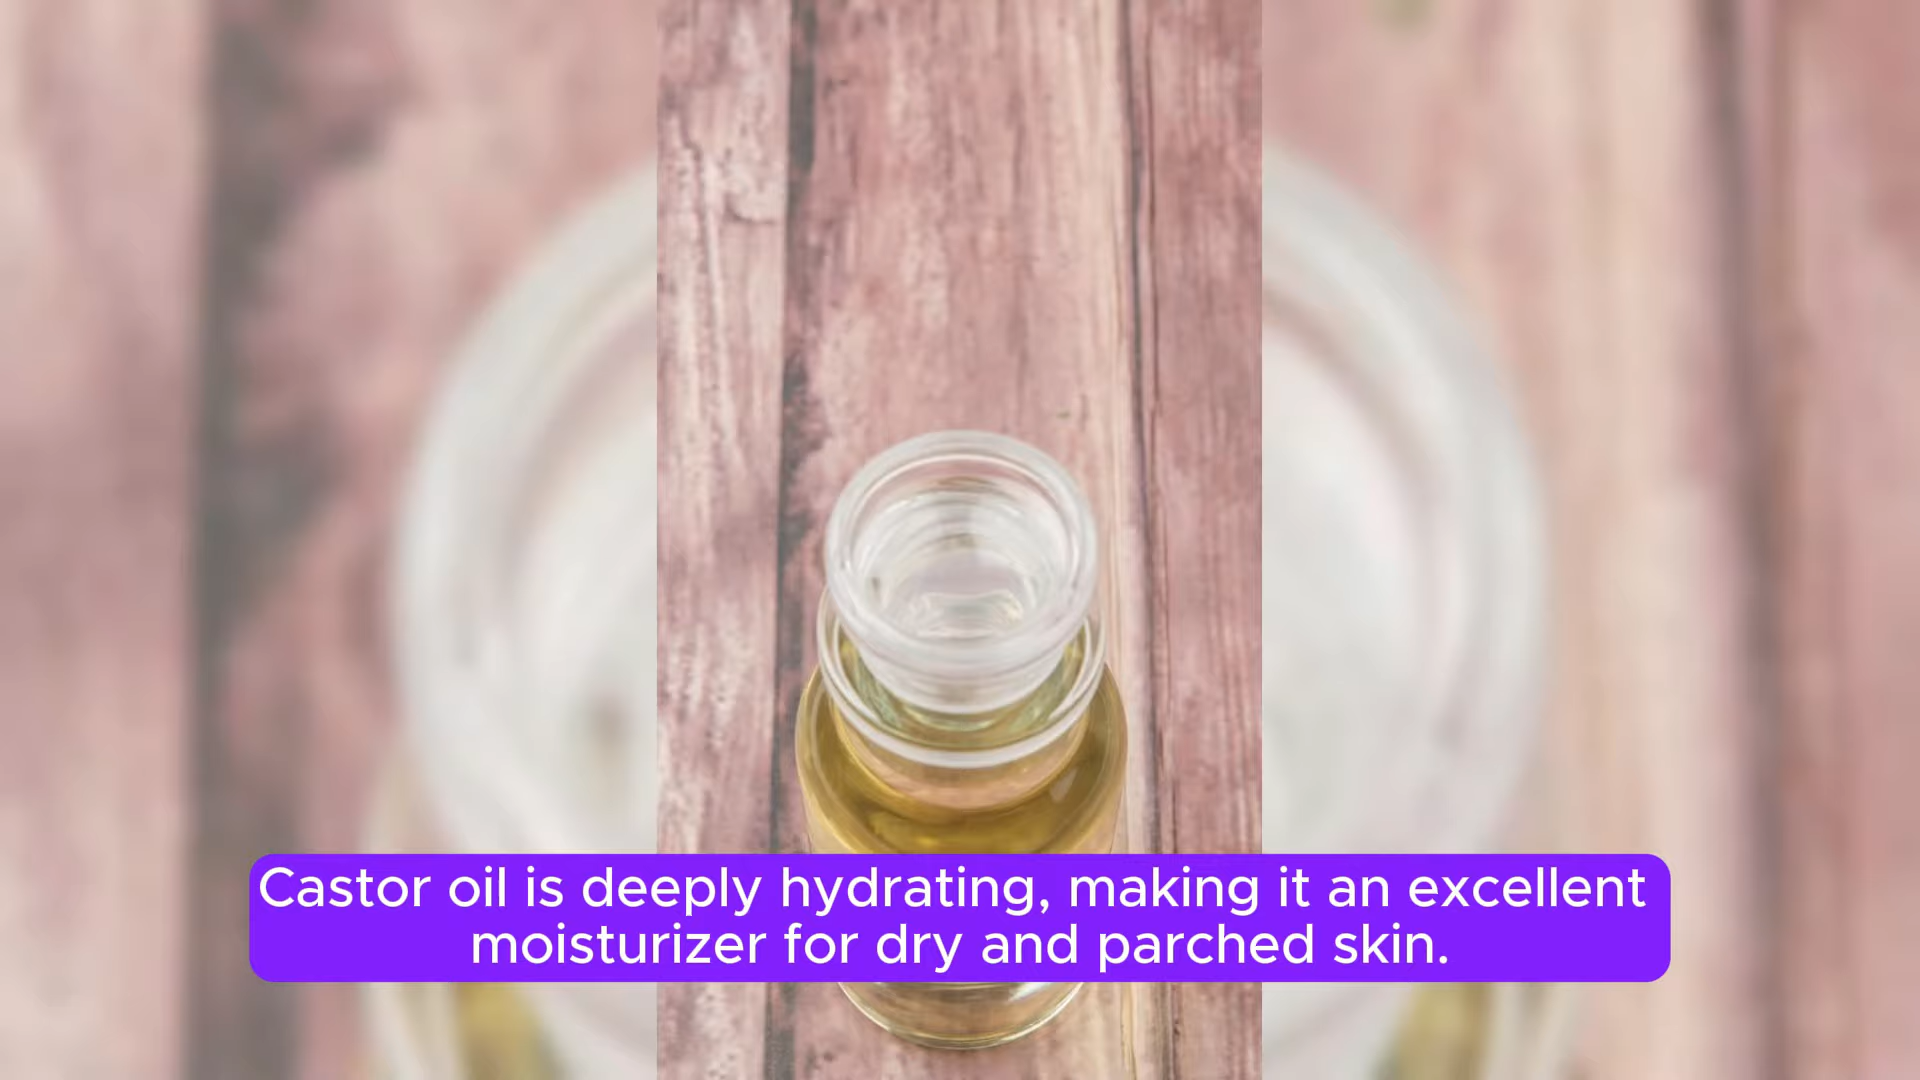 Castor oil is deeply hydrating, making it an excellent
moisturizer for dry and parched skin.